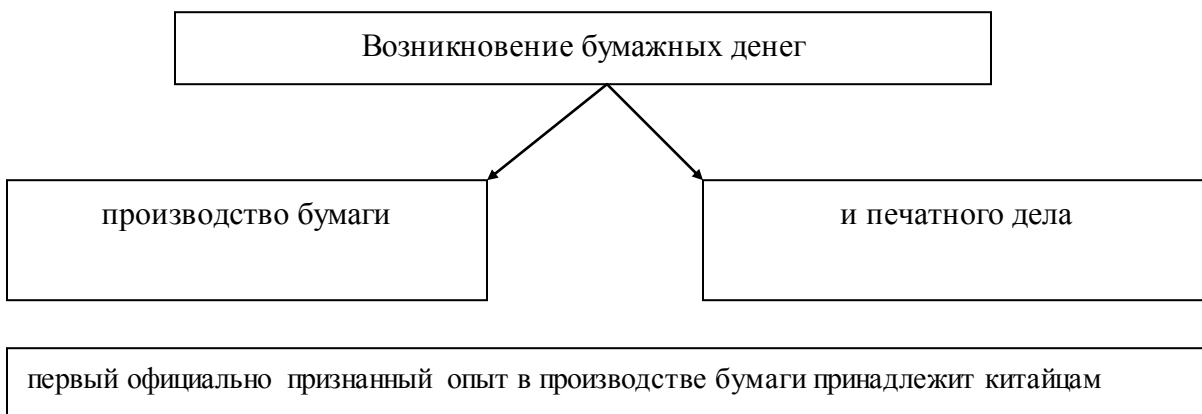 Возникновение бумажных денег
производство бумаги
и печатного дела
первый официально признанный опыт в производстве бумаги принадлежит китайцам